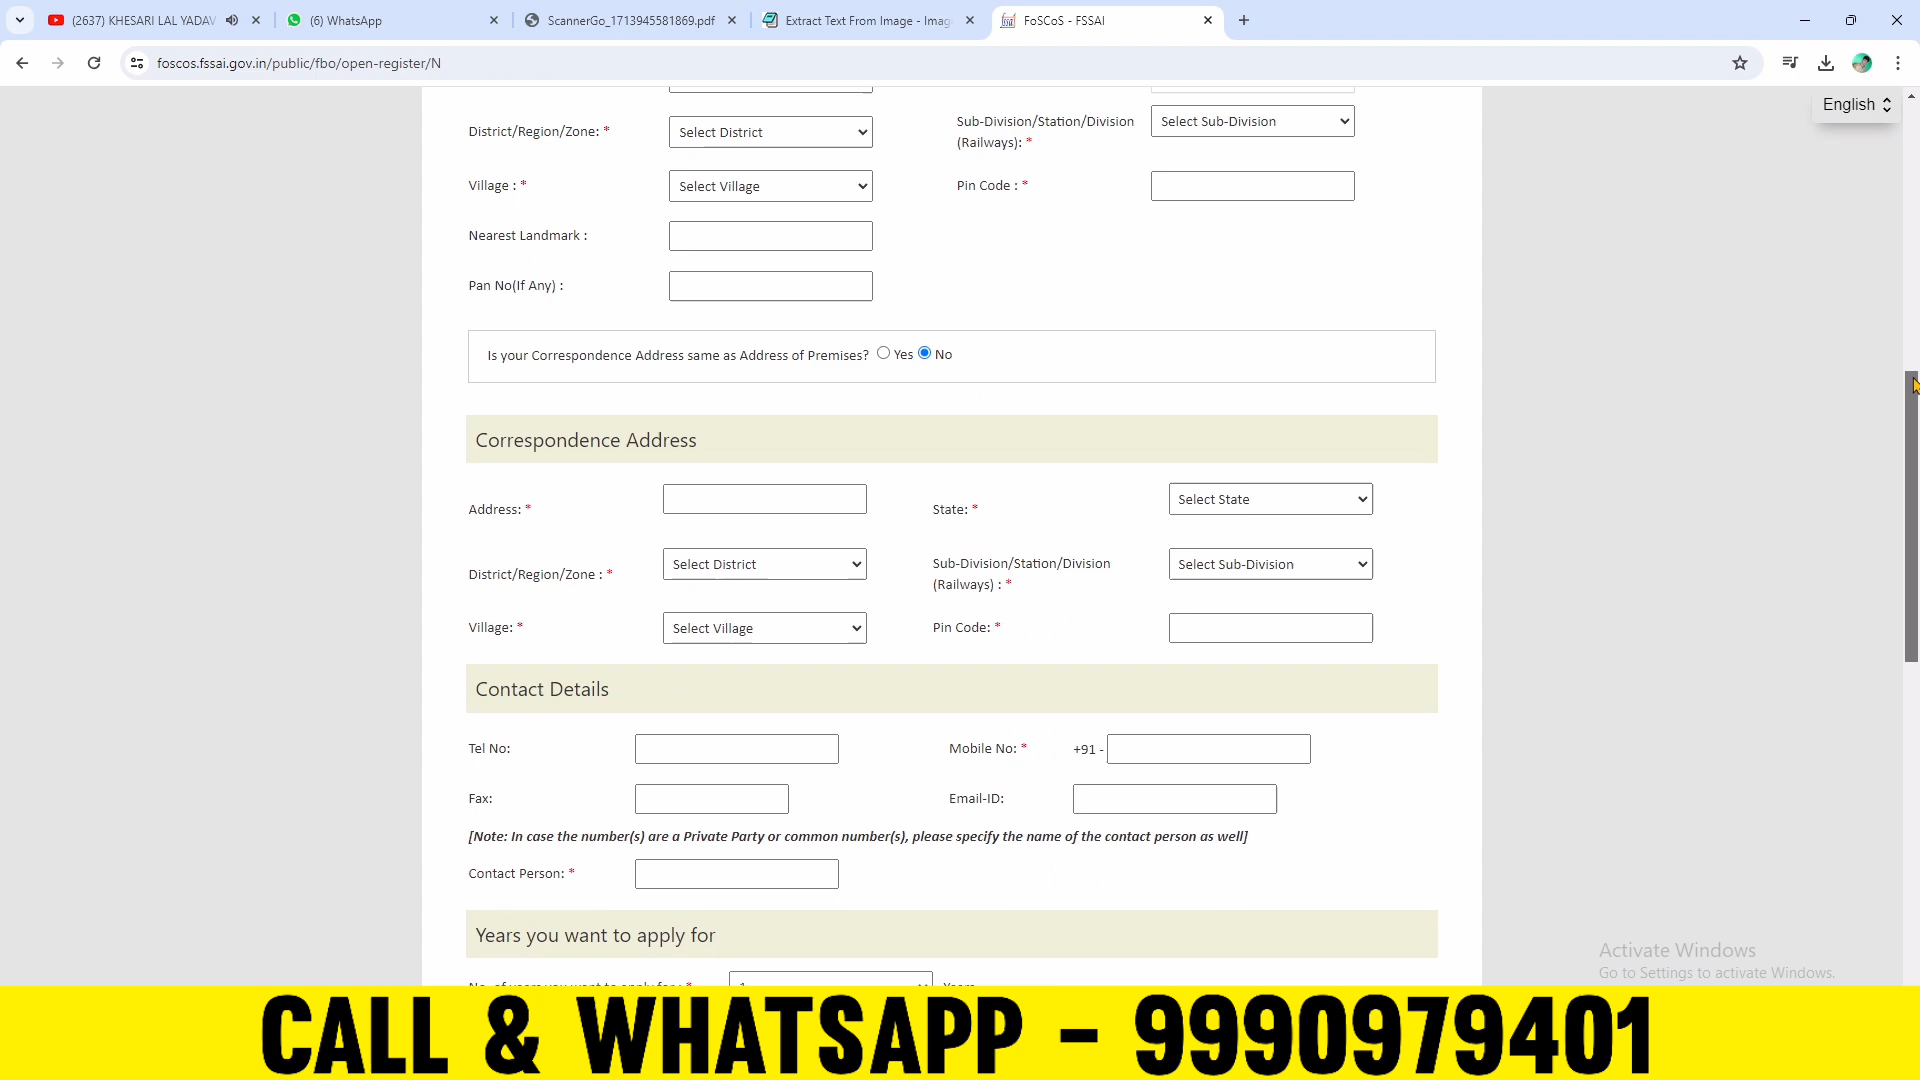 (2637) KHESARI LAL YADAV
(6) WhatsApp
ScannerGo_1713945581869.pdf
Extract Text From Image - Imag
FoSCoS - FSSAI
foscos.fssai.gov.in/public/fbo/open-register/N
English
District/Region/Zone: *
Select District
Sub-Division/Station/Division
(Railways): *
Select Sub-Division
Village : *
Select Village
Pin Code : *
Nearest Landmark :
Pan No(If Any) :
Is your Correspondence Address same as Address of Premises? Yes No
Correspondence Address
Address: *
State: *
Select State
District/Region/Zone : *
Select District
Sub-Division/Station/Division
(Railways) : *
Select Sub-Division
Village: *
Select Village
Pin Code: *
Contact Details
Tel No:
Mobile No: *
+91 -
Fax:
Email-ID:
[Note: In case the number(s) are a Private Party or common number(s), please specify the name of the contact person as well]
Contact Person: *
Years you want to apply for
Activate Windows
Go to Settings to activate Windows.
CALL & WHATSAPP - 9990979401